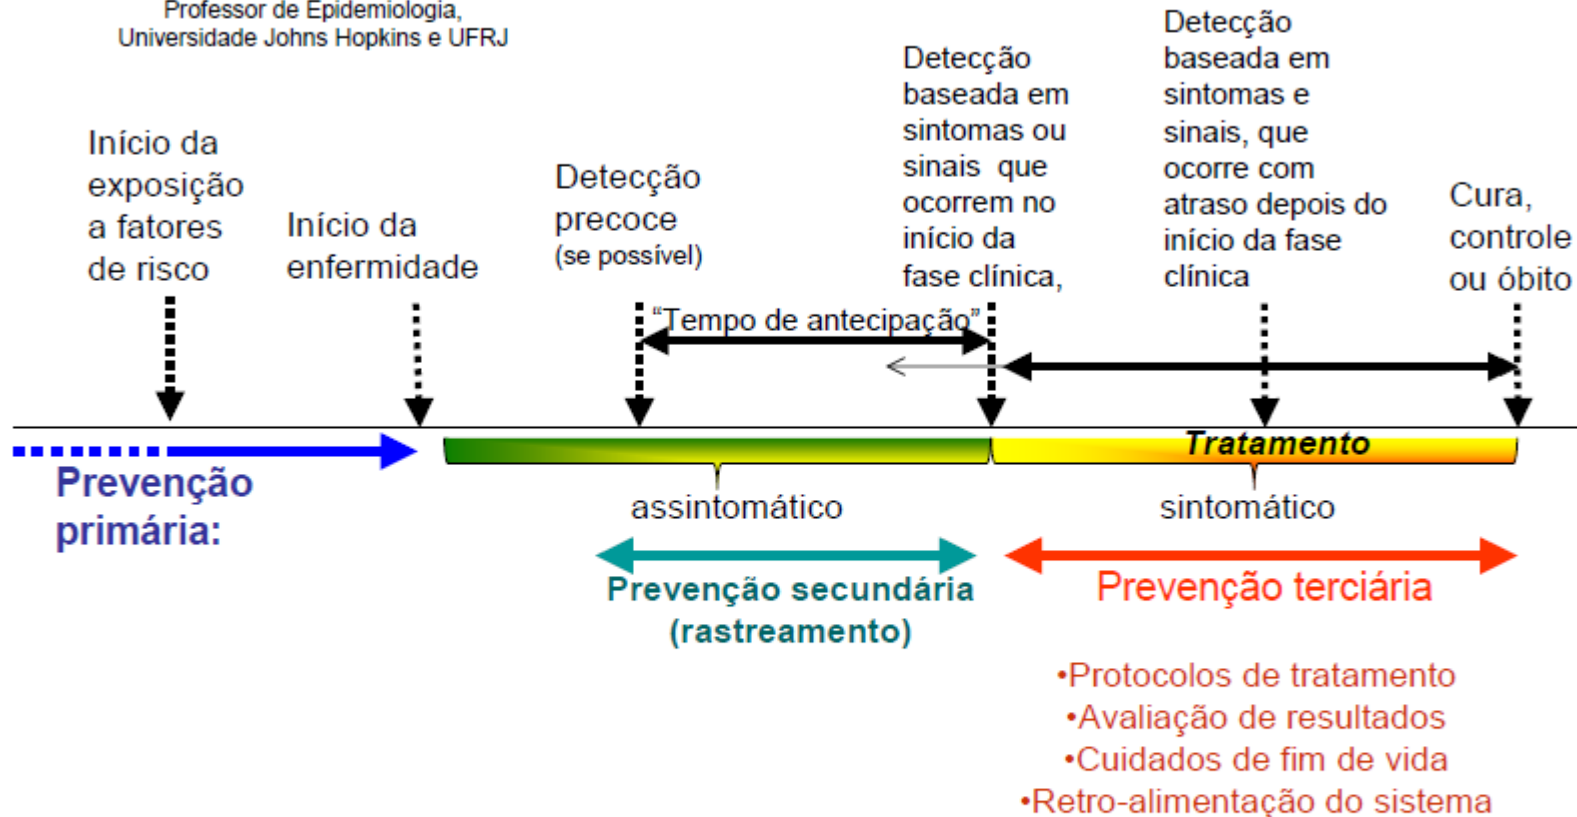 Professor de Epidemiologia,
Universidade Johns Hopkins e UFRJ
Início da
exposição
a fatores
de risco
Início da
enfermidade
Detecção
precoce
(se possível)
Detecção
baseada em
sintomas ou
sinais que
ocorrem no
início da
fase clínica,
Detecção
baseada em
sintomas e
sinais, que
ocorre com
atraso depois do
início da fase
clínica
Cura,
controle
ou óbito
“Tempo de antecipação”
Tratamento
Prevenção
primária:
assintomático
sintomático
Prevenção secundária
(rastreamento)
Prevenção terciária
•Protocolos de tratamento
•Avaliação de resultados
•Cuidados de fim de vida
•Retro-alimentação do sistema